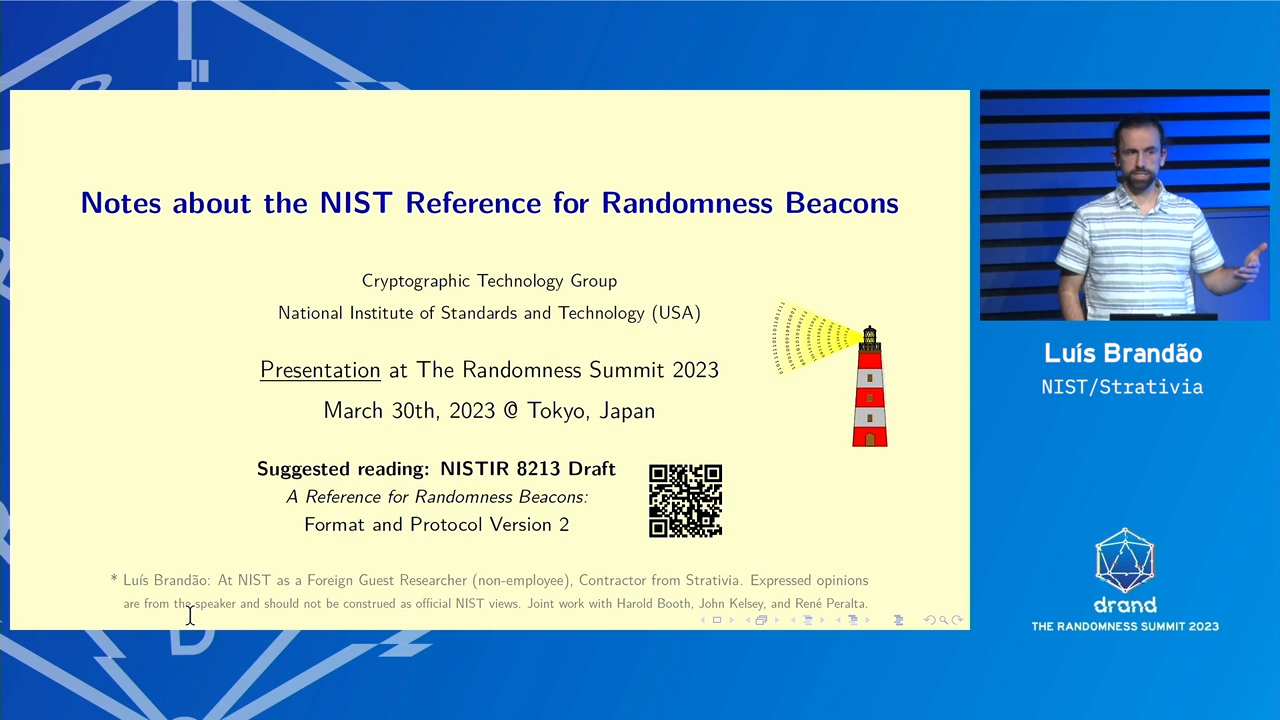 Notes about the NIST Reference for Randomness Beacons
Cryptographic Technology Group
National Institute of Standards and Technology (USA)
Presentation at The Randomness Summit 2023
March 30th, 2023 @ Tokyo, Japan
Suggested reading: NISTIR 8213 Draft
A Reference for Randomness Beacons:
Format and Protocol Version 2
* Luís Brandão: At NIST as a Foreign Guest Researcher (non-employee), Contractor from Strativia. Expressed opinions
are from the speaker and should not be construed as official NIST views. Joint work with Harold Booth, John Kelsey, and René Peralta.
Luís Brandão
NIST/Strativia
drand
THE RANDOMNESS SUMMIT 2023